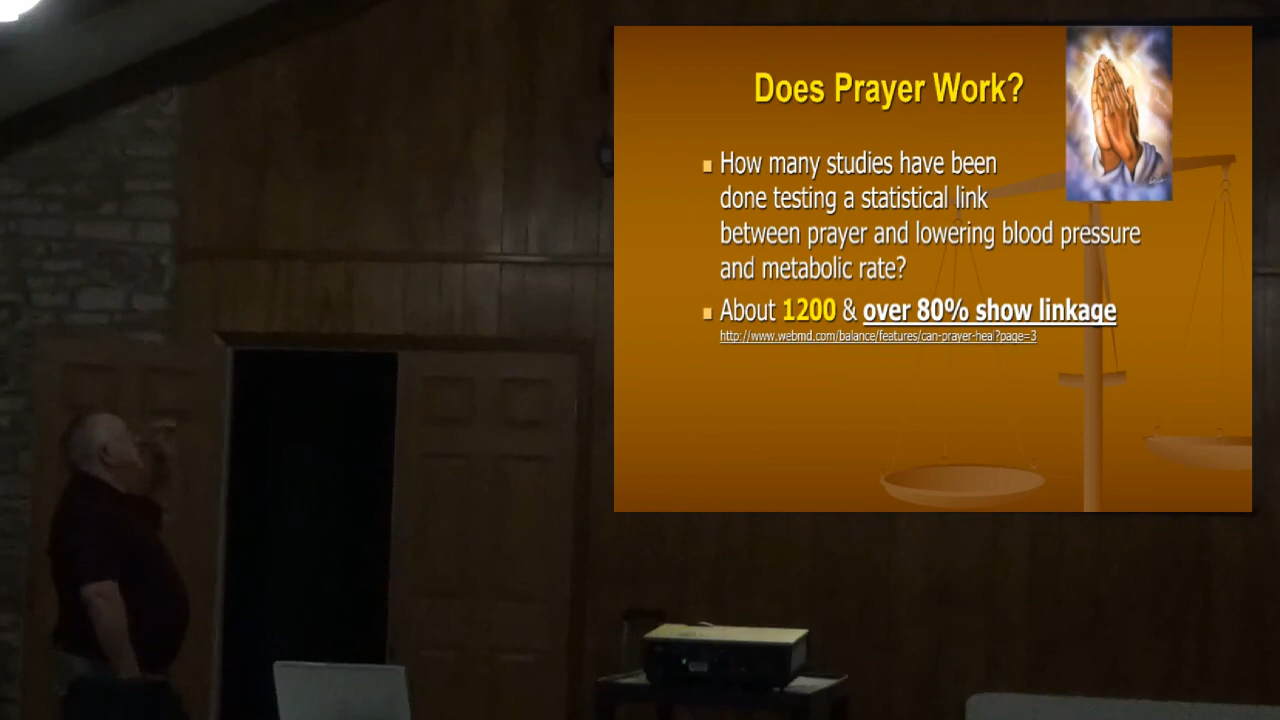 Does Prayer Work?
How many studies have been
done testing a statistical link
between prayer and lowering blood pressure
and metabolic rate?
About 1200 & over 80% show linkage
http://www.webmd.com/balance/features/can-prayer-heal?page=3